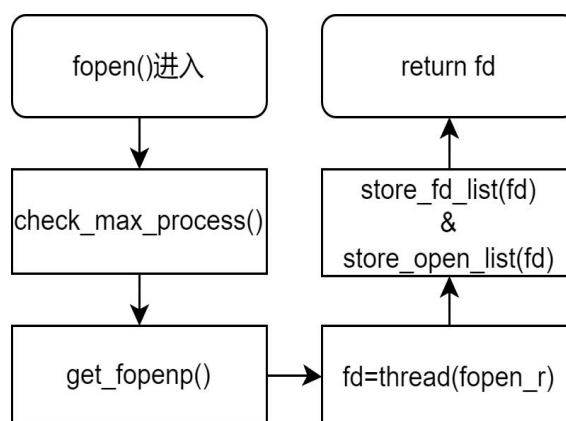 fopen()进入
check_max_process()
get_fopenp()
fd=thread(fopen_r)
store_fd_list(fd)
&
store_open_list(fd)
return fd